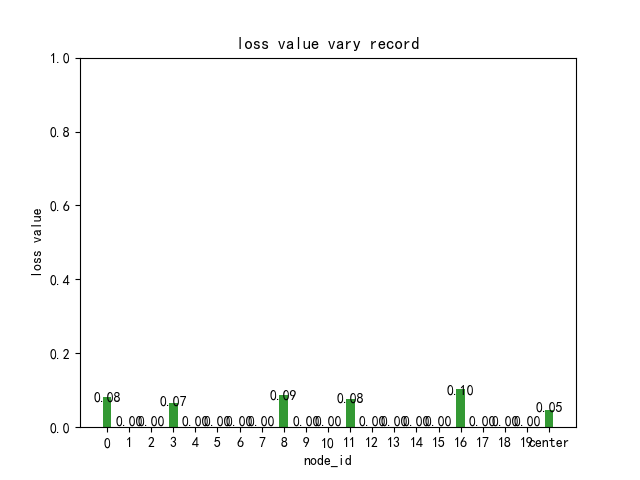 loss value vary record
1.0
0.8
0.6
0.4
0.2
0.0
loss value
0.08 0.00 0.00 0.07 0.00 0.00 0.00 0.00 0.09 0.00 0.00 0.08 0.00 0.00 0.00 0.00 0.10 0.00 0.00 0.00 0.05
0 1 2 3 4 5 6 7 8 9 10 11 12 13 14 15 16 17 18 19 center
node_id